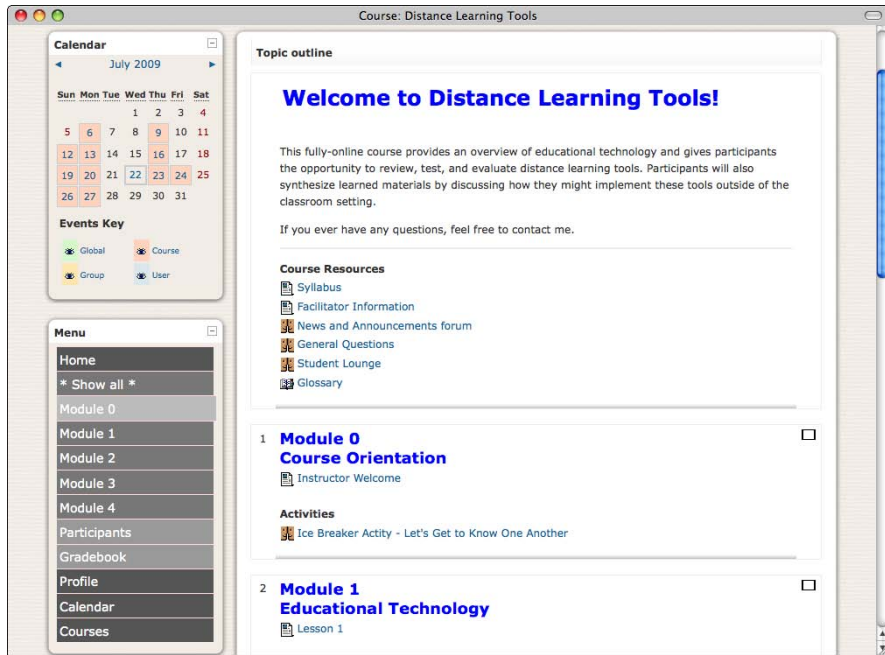 Course: Distance Learning Tools
Calendar
◄ July 2009 ►
Sun Mon Tue Wed Thu Fri Sat
1 2 3 4
5 6 7 8 9 10 11
12 13 14 15 16 17 18
19 20 21 22 23 24 25
26 27 28 29 30 31
Events Key
Global Course
Group User
Menu
Home
* Show all *
Module 0
Module 1
Module 2
Module 3
Module 4
Participants
Gradebook
Profile
Calendar
Courses
Topic outline
Welcome to Distance Learning Tools!
This fully-online course provides an overview of educational technology and gives participants
the opportunity to review, test, and evaluate distance learning tools. Participants will also
synthesize learned materials by discussing how they might implement these tools outside of the
classroom setting.
If you ever have any questions, feel free to contact me.
Course Resources
Syllabus
Facilitator Information
News and Announcements forum
General Questions
Student Lounge
Glossary
1 Module 0
Course Orientation
Instructor Welcome
Activities
Ice Breaker Actity - Let's Get to Know One Another
2 Module 1
Educational Technology
Lesson 1